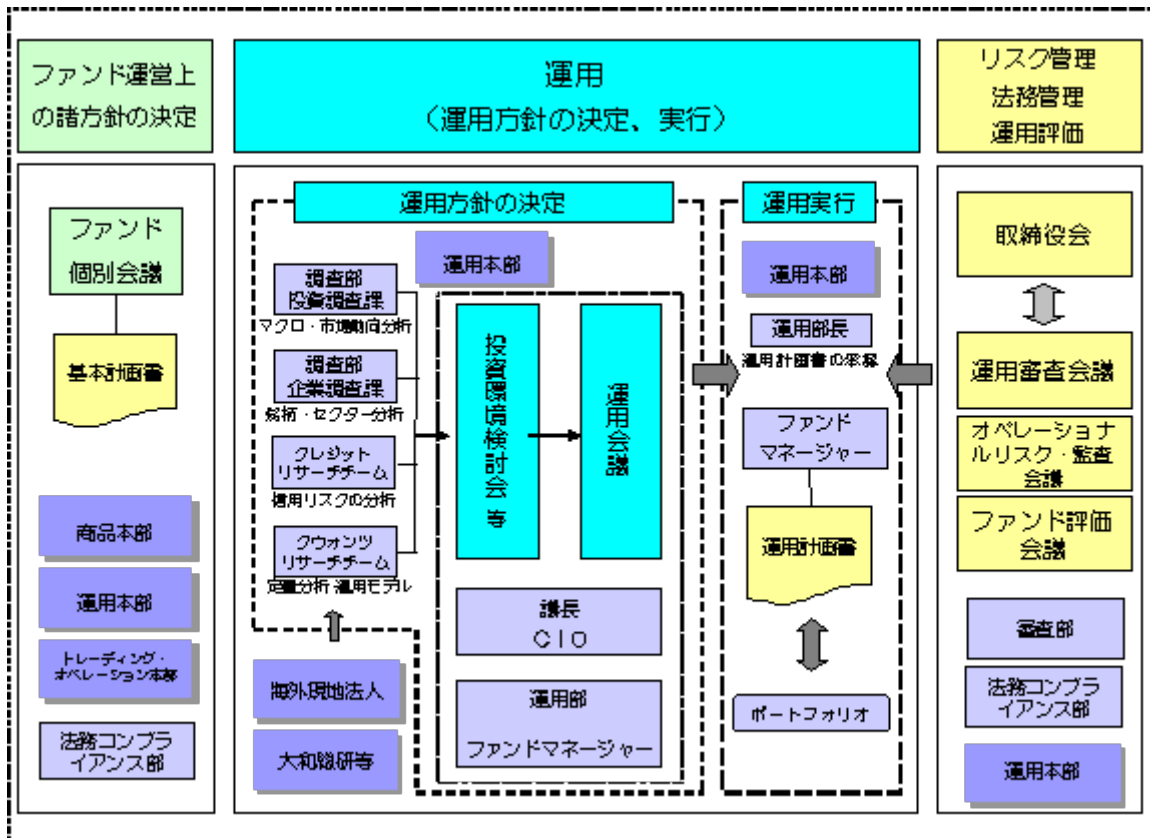 ファンド運営上
の諸方針の決定
運用
（運用方針の決定、実行）
リスク管理
法務管理
運用評価
ファンド
個別会議
基本計画書
商品本部
運用本部
トレーディング・
オペレーション本部
法務コンプラ
イアンス部
運用方針の決定
運用本部
調査部
投資調査課
マクロ・市場動向分析
調査部
企業調査課
銘柄・セクター分析
クレジット
リサーチチーム
信用リスクの分析
クウォンツ
リサーチチーム
定量分析・運用モデル
海外現地法人
大和総研等
投資環境検討会 等
運用会議
議長
ＣＩＯ
運用部
ファンドマネージャー
運用実行
運用本部
運用部長
運用計画書の承認
ファンド
マネージャー
運用計画書
ポートフォリオ
取締役会
運用審査会議
オペレーショナ
ルリスク・監査
会議
ファンド評価
会議
審査部
法務コンプラ
イアンス部
運用本部